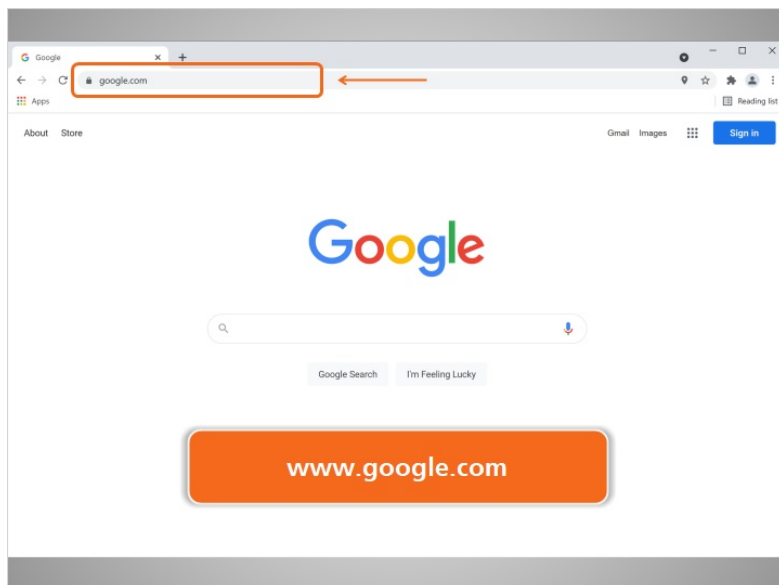 Google
google.com
Apps
Reading list
About Store
Gmail Images
Sign in
Google
Google Search I'm Feeling Lucky
www.google.com